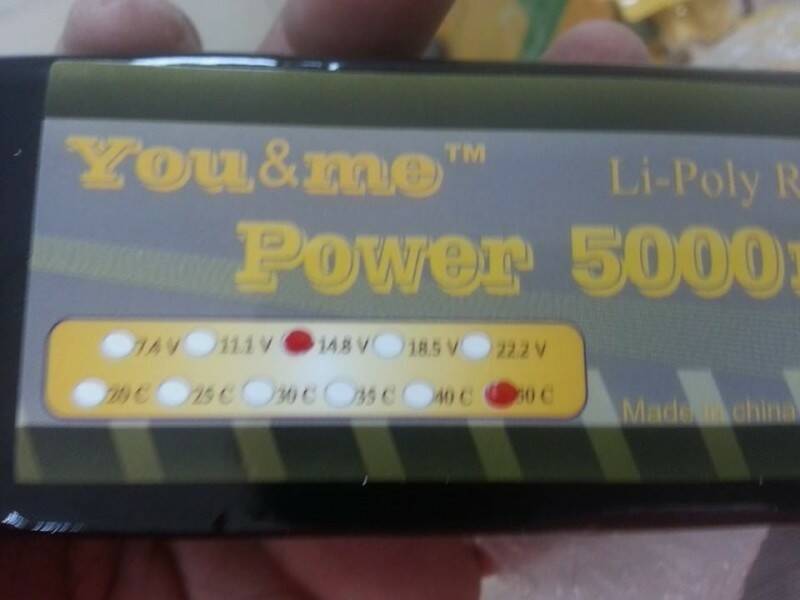 You&me™
Li-Poly
Power 5000
7.4 V 11.1 V 14.8 V 18.5 V 22.2 V
20 C 25 C 30 C 35 C 40 C 50 C
Made in china